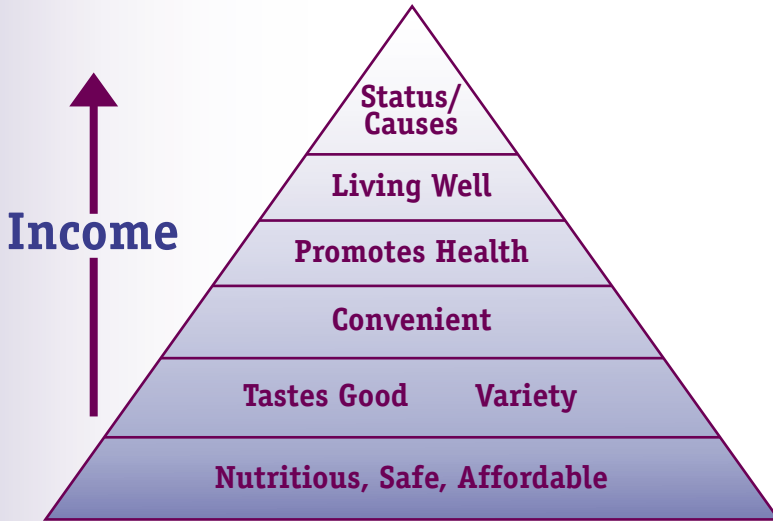 Status/
Causes
Living Well
Income
Promotes Health
Convenient
Tastes Good Variety
Nutritious, Safe, Affordable